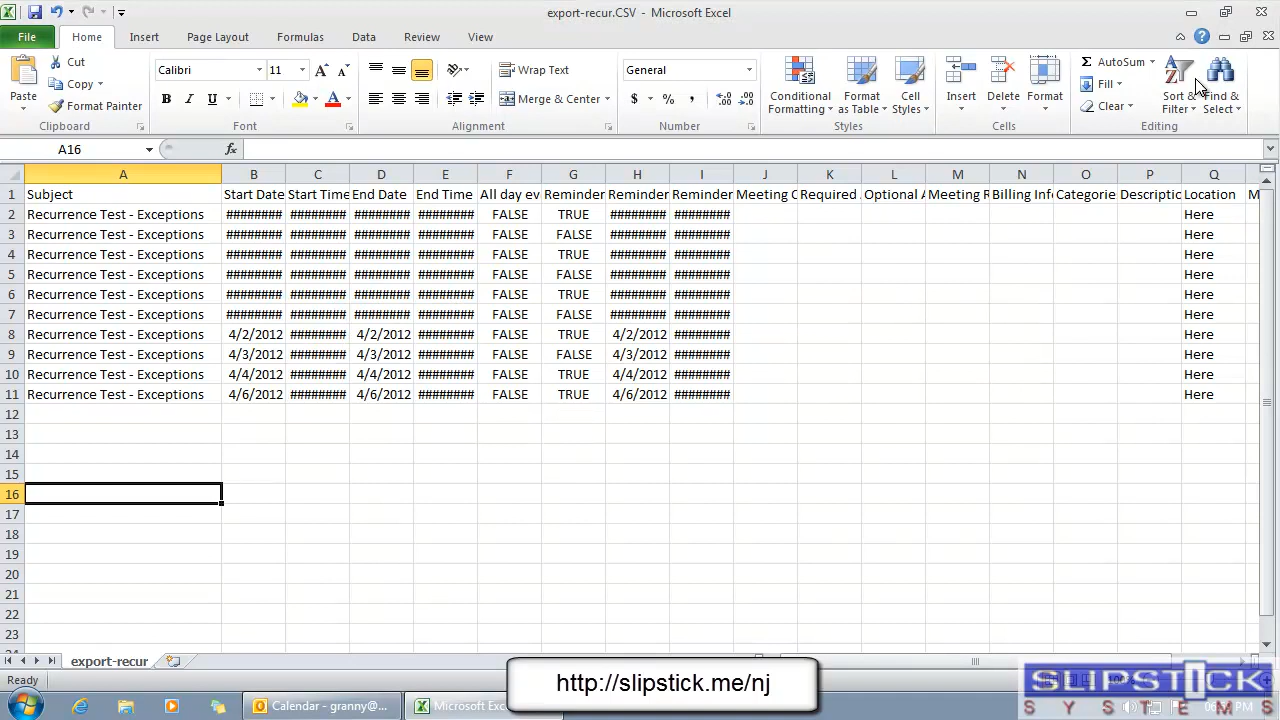 export-recur.CSV - Microsoft Excel
File Home Insert Page Layout Formulas Data Review View
Paste Cut Copy Format Painter Clipboard
Calibri 11 B I U A A A Font
Wrap Text Merge & Center Alignment
General $ % , Number
Conditional Formatting Format as Table Cell Styles Styles
Insert Delete Format Cells
Σ AutoSum Fill Clear Sort & Filter Find & Select Editing
A16 fx
A B C D E F G H I J K L M N O P Q
1 Subject Start Date Start Time End Date End Time All day ev Reminder Reminder Reminder Meeting O Required Optional A Meeting R Billing Info Categorie Descriptio Location M
2 Recurrence Test - Exceptions ######## ######## ######## ######## FALSE TRUE ######## ######## Here
3 Recurrence Test - Exceptions ######## ######## ######## ######## FALSE FALSE ######## ######## Here
4 Recurrence Test - Exceptions ######## ######## ######## ######## FALSE TRUE ######## ######## Here
5 Recurrence Test - Exceptions ######## ######## ######## ######## FALSE FALSE ######## ######## Here
6 Recurrence Test - Exceptions ######## ######## ######## ######## FALSE TRUE ######## ######## Here
7 Recurrence Test - Exceptions ######## ######## ######## ######## FALSE FALSE ######## ######## Here
8 Recurrence Test - Exceptions 4/2/2012 ######## 4/2/2012 ######## FALSE TRUE 4/2/2012 ######## Here
9 Recurrence Test - Exceptions 4/3/2012 ######## 4/3/2012 ######## FALSE FALSE 4/3/2012 ######## Here
10 Recurrence Test - Exceptions 4/4/2012 ######## 4/4/2012 ######## FALSE TRUE 4/4/2012 ######## Here
11 Recurrence Test - Exceptions 4/6/2012 ######## 4/6/2012 ######## FALSE TRUE 4/6/2012 ######## Here
12
13
14
15
16
17
18
19
20
21
22
23
export-recur
Ready
http://slipstick.me/nj
SLIPSTICK
SYSTEMS
Calendar - granny@...
Microsoft Exc